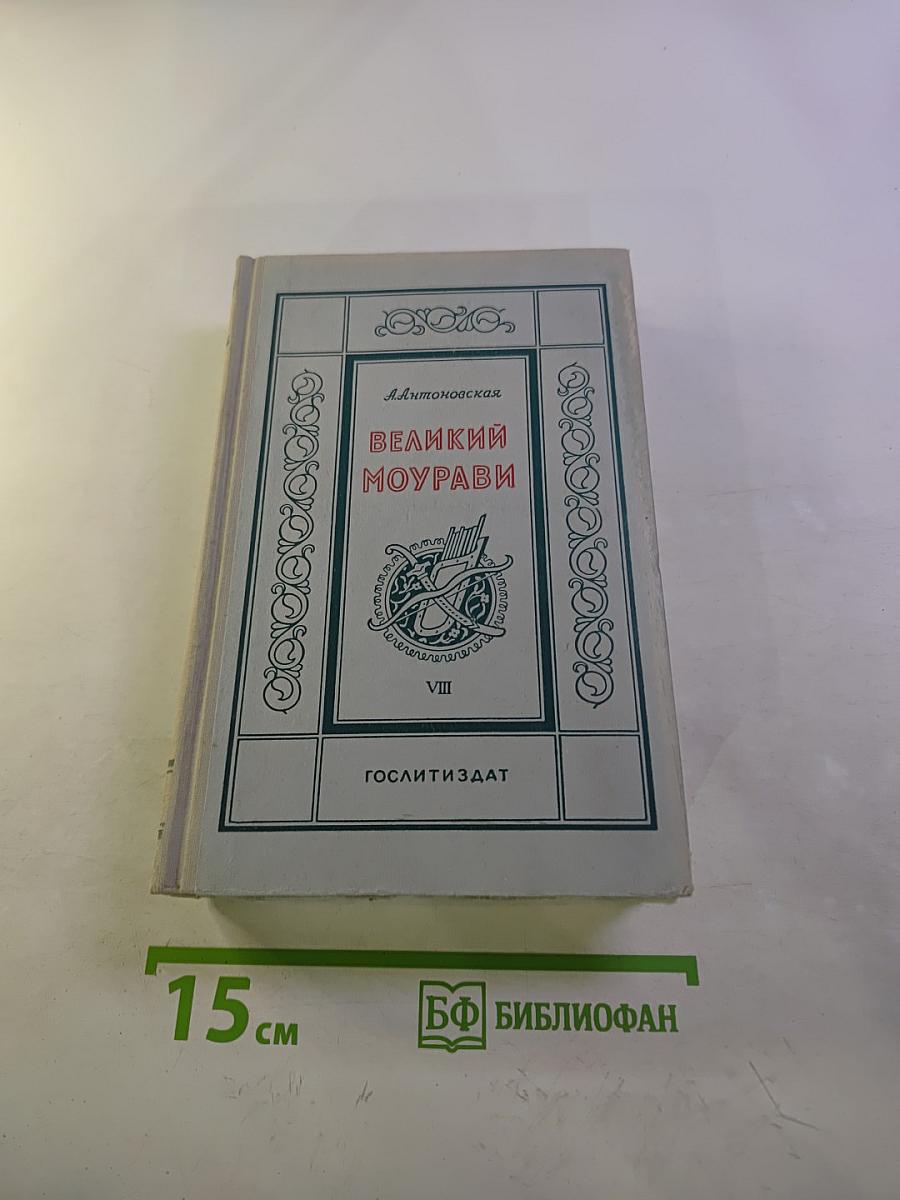 А. Антоновская
ВЕЛИКИЙ
МОУРАВИ
VIII
ГОСЛИТИЗДАТ
15 см
БФ БИБЛИОФАН